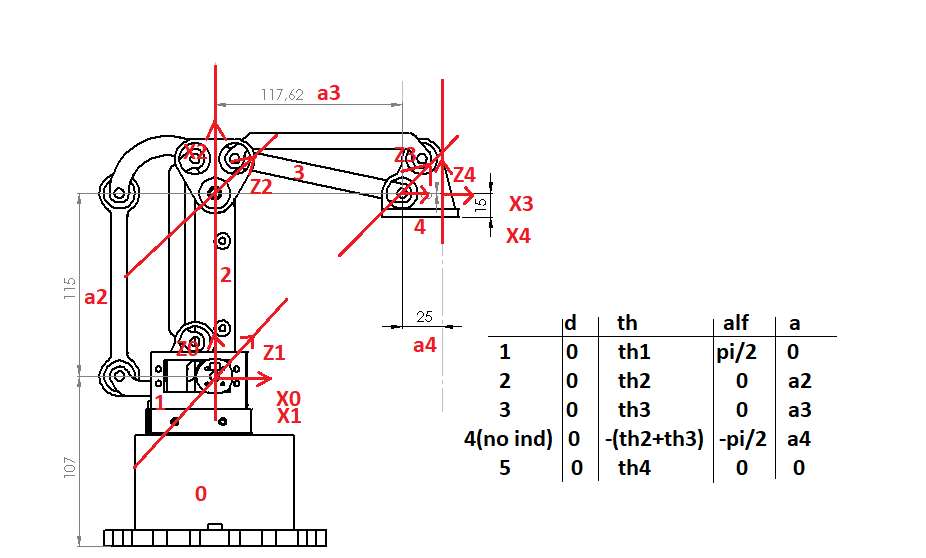 117,62 a3
X2
Z3
3
Z2
Z4
X3
15
4
X4
2
115
a2
25
a4
Z0
Z1
1
X0
X1
107
0
d th alf a
1 0 th1 pi/2 0
2 0 th2 0 a2
3 0 th3 0 a3
4(no ind) 0 -(th2+th3) -pi/2 a4
5 0 th4 0 0